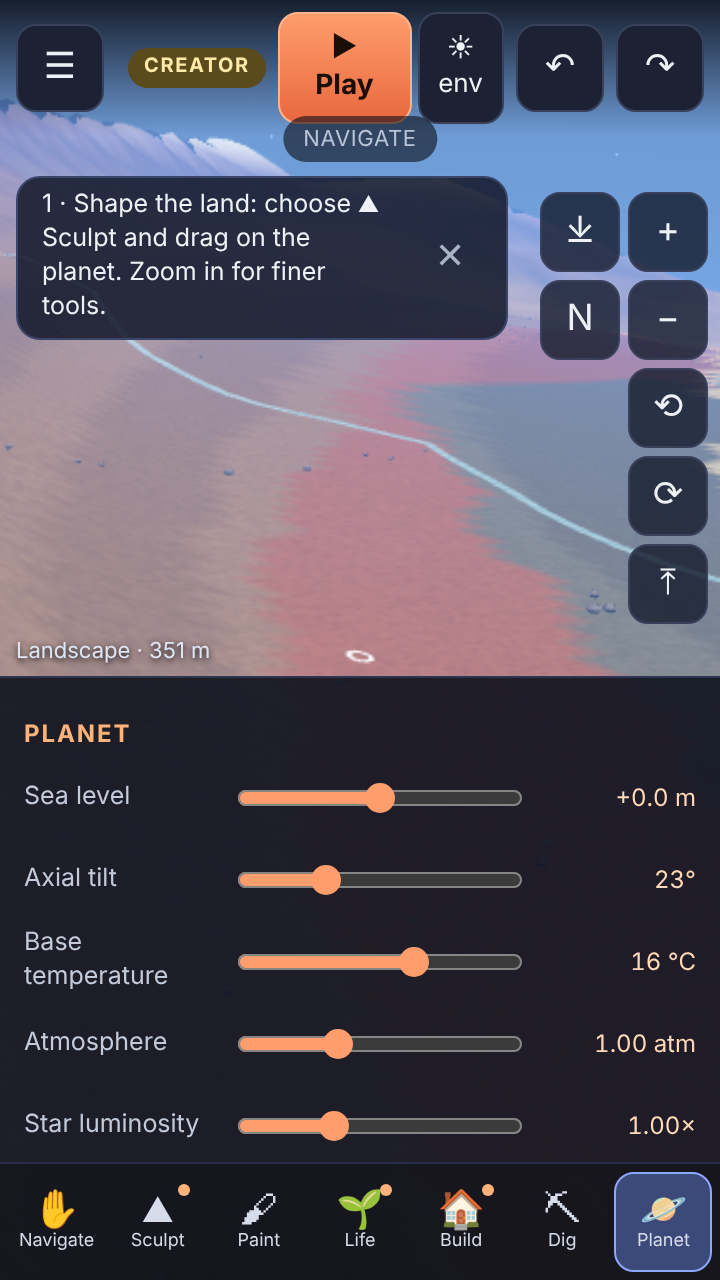 ☰
CREATOR
▶
Play
☀
env
↶
↷
NAVIGATE
1 · Shape the land: choose ▲
Sculpt and drag on the
planet. Zoom in for finer
tools.
✕
⤓
+
N
−
⟲
⟳
⤒
Landscape · 351 m
PLANET
Sea level +0.0 m
Axial tilt 23°
Base
temperature 16 °C
Atmosphere 1.00 atm
Star luminosity 1.00×
Navigate
Sculpt
Paint
Life
Build
Dig
Planet